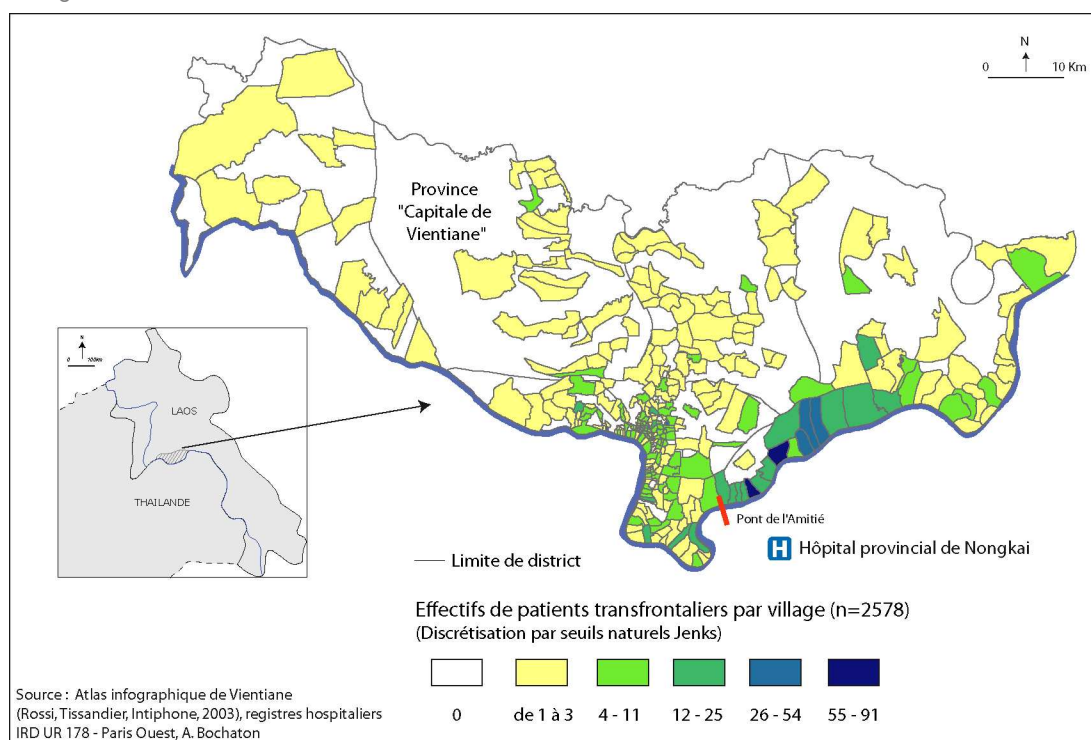 N
0 10 Km
Province
"Capitale de
Vientiane"
N
0 100km
LAOS
THAILANDE
Pont de l'Amitié
H Hôpital provincial de Nongkai
Limite de district
Effectifs de patients transfrontaliers par village (n=2578)
(Discrétisation par seuils naturels Jenks)
0 de 1 à 3 4 - 11 12 - 25 26 - 54 55 - 91
Source : Atlas infographique de Vientiane
(Rossi, Tissandier, Intiphone, 2003), registres hospitaliers
IRD UR 178 - Paris Ouest, A. Bochaton